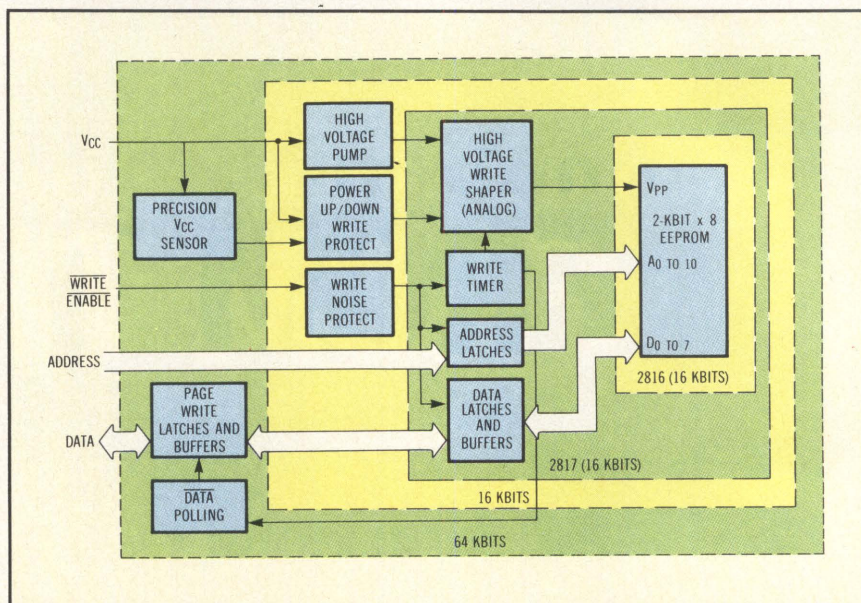 VCC
HIGH
VOLTAGE
PUMP
HIGH
VOLTAGE
WRITE
SHAPER
(ANALOG)
VPP
2-KBIT x 8
EEPROM
A0 TO 10
D0 TO 7
PRECISION
VCC
SENSOR
POWER
UP/DOWN
WRITE
PROTECT
WRITE
ENABLE
WRITE
NOISE
PROTECT
WRITE
TIMER
ADDRESS
ADDRESS
LATCHES
2816 (16 KBITS)
DATA
PAGE
WRITE
LATCHES
AND
BUFFERS
DATA
LATCHES
AND
BUFFERS
2817 (16 KBITS)
DATA
POLLING
16 KBITS
64 KBITS